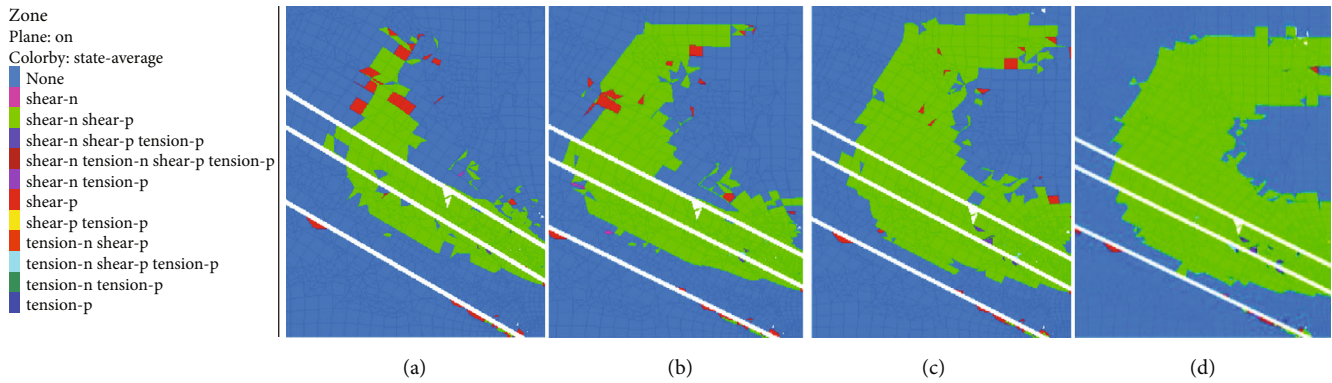 Zone
Plane: on
Colorby: state-average
None
shear-n
shear-n shear-p
shear-n shear-p tension-p
shear-n tension-n shear-p tension-p
shear-n tension-p
shear-p
shear-p tension-p
tension-n shear-p
tension-n shear-p tension-p
tension-n tension-p
tension-p
(a) (b) (c) (d)